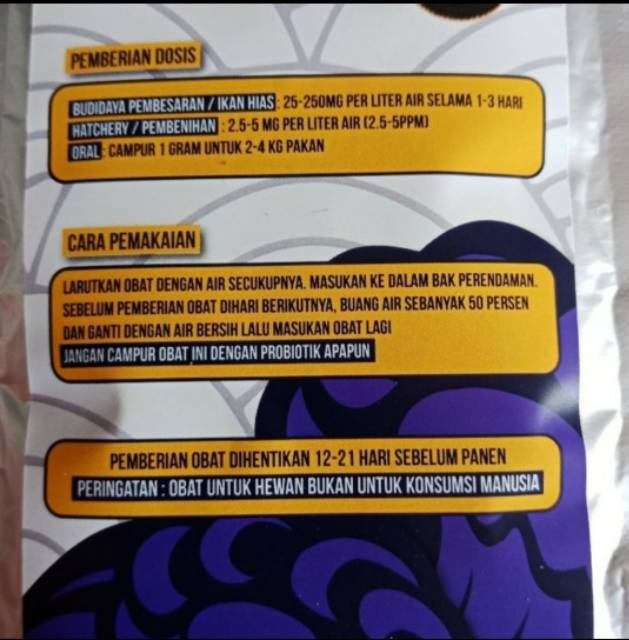 PEMBERIAN DOSIS
BUDIDAYA PEMBESARAN / IKAN HIAS : 25-250MG PER LITER AIR SELAMA 1-3 HARI
HATCHERY / PEMBENIHAN : 2.5-5 MG PER LITER AIR (2.5-5PPM)
ORAL : CAMPUR 1 GRAM UNTUK 2-4 KG PAKAN
CARA PEMAKAIAN
LARUTKAN OBAT DENGAN AIR SECUKUPNYA. MASUKAN KE DALAM BAK PERENDAMAN.
SEBELUM PEMBERIAN OBAT DIHARI BERIKUTNYA, BUANG AIR SEBANYAK 50 PERSEN
DAN GANTI DENGAN AIR BERSIH LALU MASUKAN OBAT LAGI
JANGAN CAMPUR OBAT INI DENGAN PROBIOTIK APAPUN
PEMBERIAN OBAT DIHENTIKAN 12-21 HARI SEBELUM PANEN
PERINGATAN : OBAT UNTUK HEWAN BUKAN UNTUK KONSUMSI MANUSIA